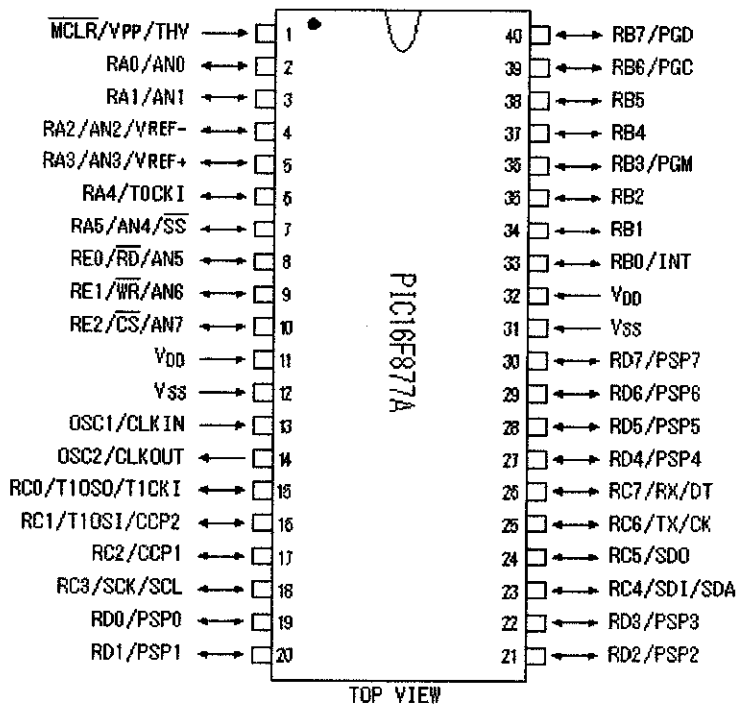 MCLR/VPP/THV 1
RA0/AN0 2
RA1/AN1 3
RA2/AN2/VREF- 4
RA3/AN3/VREF+ 5
RA4/TOCKI 6
RA5/AN4/SS 7
RE0/RD/AN5 8
RE1/WR/AN6 9
RE2/CS/AN7 10
VDD 11
VSS 12
OSC1/CLKIN 13
OSC2/CLKOUT 14
RC0/T1OSO/T1CKI 15
RC1/T1OSI/CCP2 16
RC2/CCP1 17
RC3/SCK/SCL 18
RD0/PSP0 19
RD1/PSP1 20
PIC16F877A
40 RB7/PGD
39 RB6/PGC
38 RB5
37 RB4
36 RB3/PGM
35 RB2
34 RB1
33 RB0/INT
32 VDD
31 VSS
30 RD7/PSP7
29 RD6/PSP6
28 RD5/PSP5
27 RD4/PSP4
26 RC7/RX/DT
25 RC6/TX/CK
24 RC5/SDO
23 RC4/SDI/SDA
22 RD3/PSP3
21 RD2/PSP2
TOP VIEW